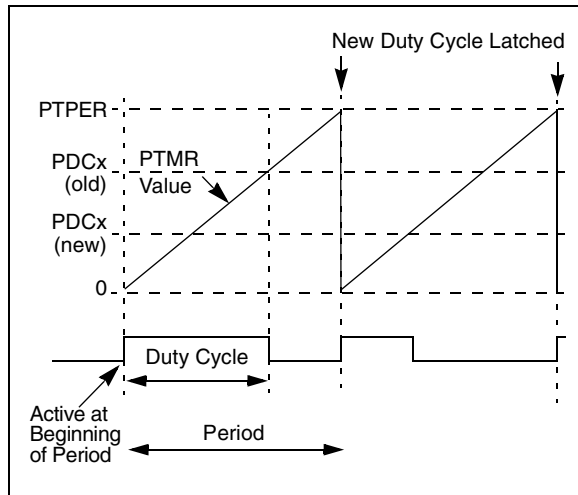 New Duty Cycle Latched
PTPER
PDCx
(old)
PTMR
Value
PDCx
(new)
0
Duty Cycle
Active at
Beginning
of Period
Period